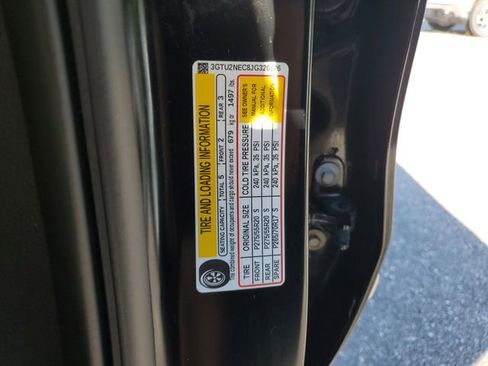 3GTU2NEC8JG320
TIRE AND LOADING INFORMATION
SEATING CAPACITY TOTAL 5 FRONT 2 REAR 3
The combined weight of occupants and cargo should never exceed 679 kg or 1497 lbs.
TIRE ORIGINAL SIZE COLD TIRE PRESSURE
FRONT P275/55R20 S 240 kPa, 35 PSI
REAR P275/55R20 S 240 kPa, 35 PSI
SPARE P265/70R17 S 240 kPa, 35 PSI
SEE OWNER'S
MANUAL FOR
ADDITIONAL
INFORMATION